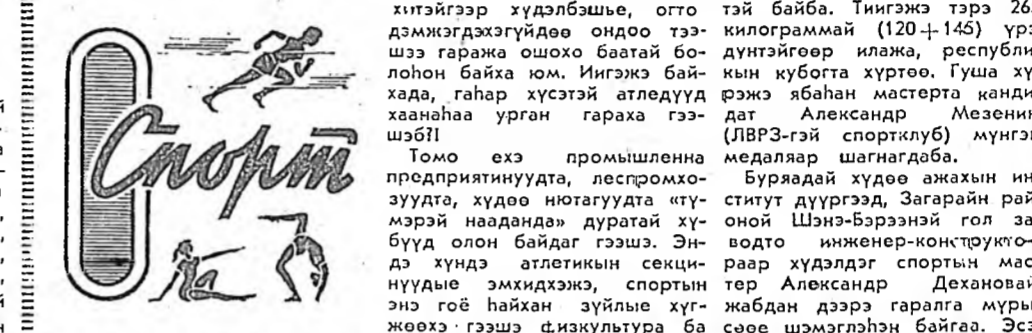 Спорт
хитэйгээр хүдэлбэшье, огто
дэмжэгдэхэгүйдөө ондоо тээ-
шээ гаража ошохо баатай бо-
лоһон байха юм. Иигэжэ бай-
хада, гаһар хүсэтэй атледүүд
хаанаһаа урган гараха гээ-
шэб?!
Томо ехэ промышленна
предприятинуудта, леспромхо-
зуудта, хүдөө нютагуудта «тү-
мэрэй нааданда» дуратай хү-
бүүд олон байдаг гээшэ. Эн-
дэ хүндэ атлетикын секци-
нүүдые эмхидхэжэ, спортын
энэ гоё һайхан зүйлые хүг-
жөөхэ гээшэ физкультура ба
тэй байба. Тиигэжэ тэрэ 26
килограммай (120+145) үр
дүнтэйгөөр илажа, республи
кын кубогта хүртөө. Гуша хү
рэжэ ябаһан мастерта канди
дат Александр Мезенин
(ЛВРЗ-гэй спортклуб) мүнгэ
медаляар шагнагдаба.
Буряадай хүдөө ажахын ин
ститут дүүргээд, Загарайн рай
оной Шэнэ-Бэрээнэй гол за
водто инженер-конструкто-
раар хүдэлдэг спортын мас
тер Александр Дехановай
жабдан дээрэ гаралга мүры
сөөе шэмэглэһэн байгаа. Эсэ